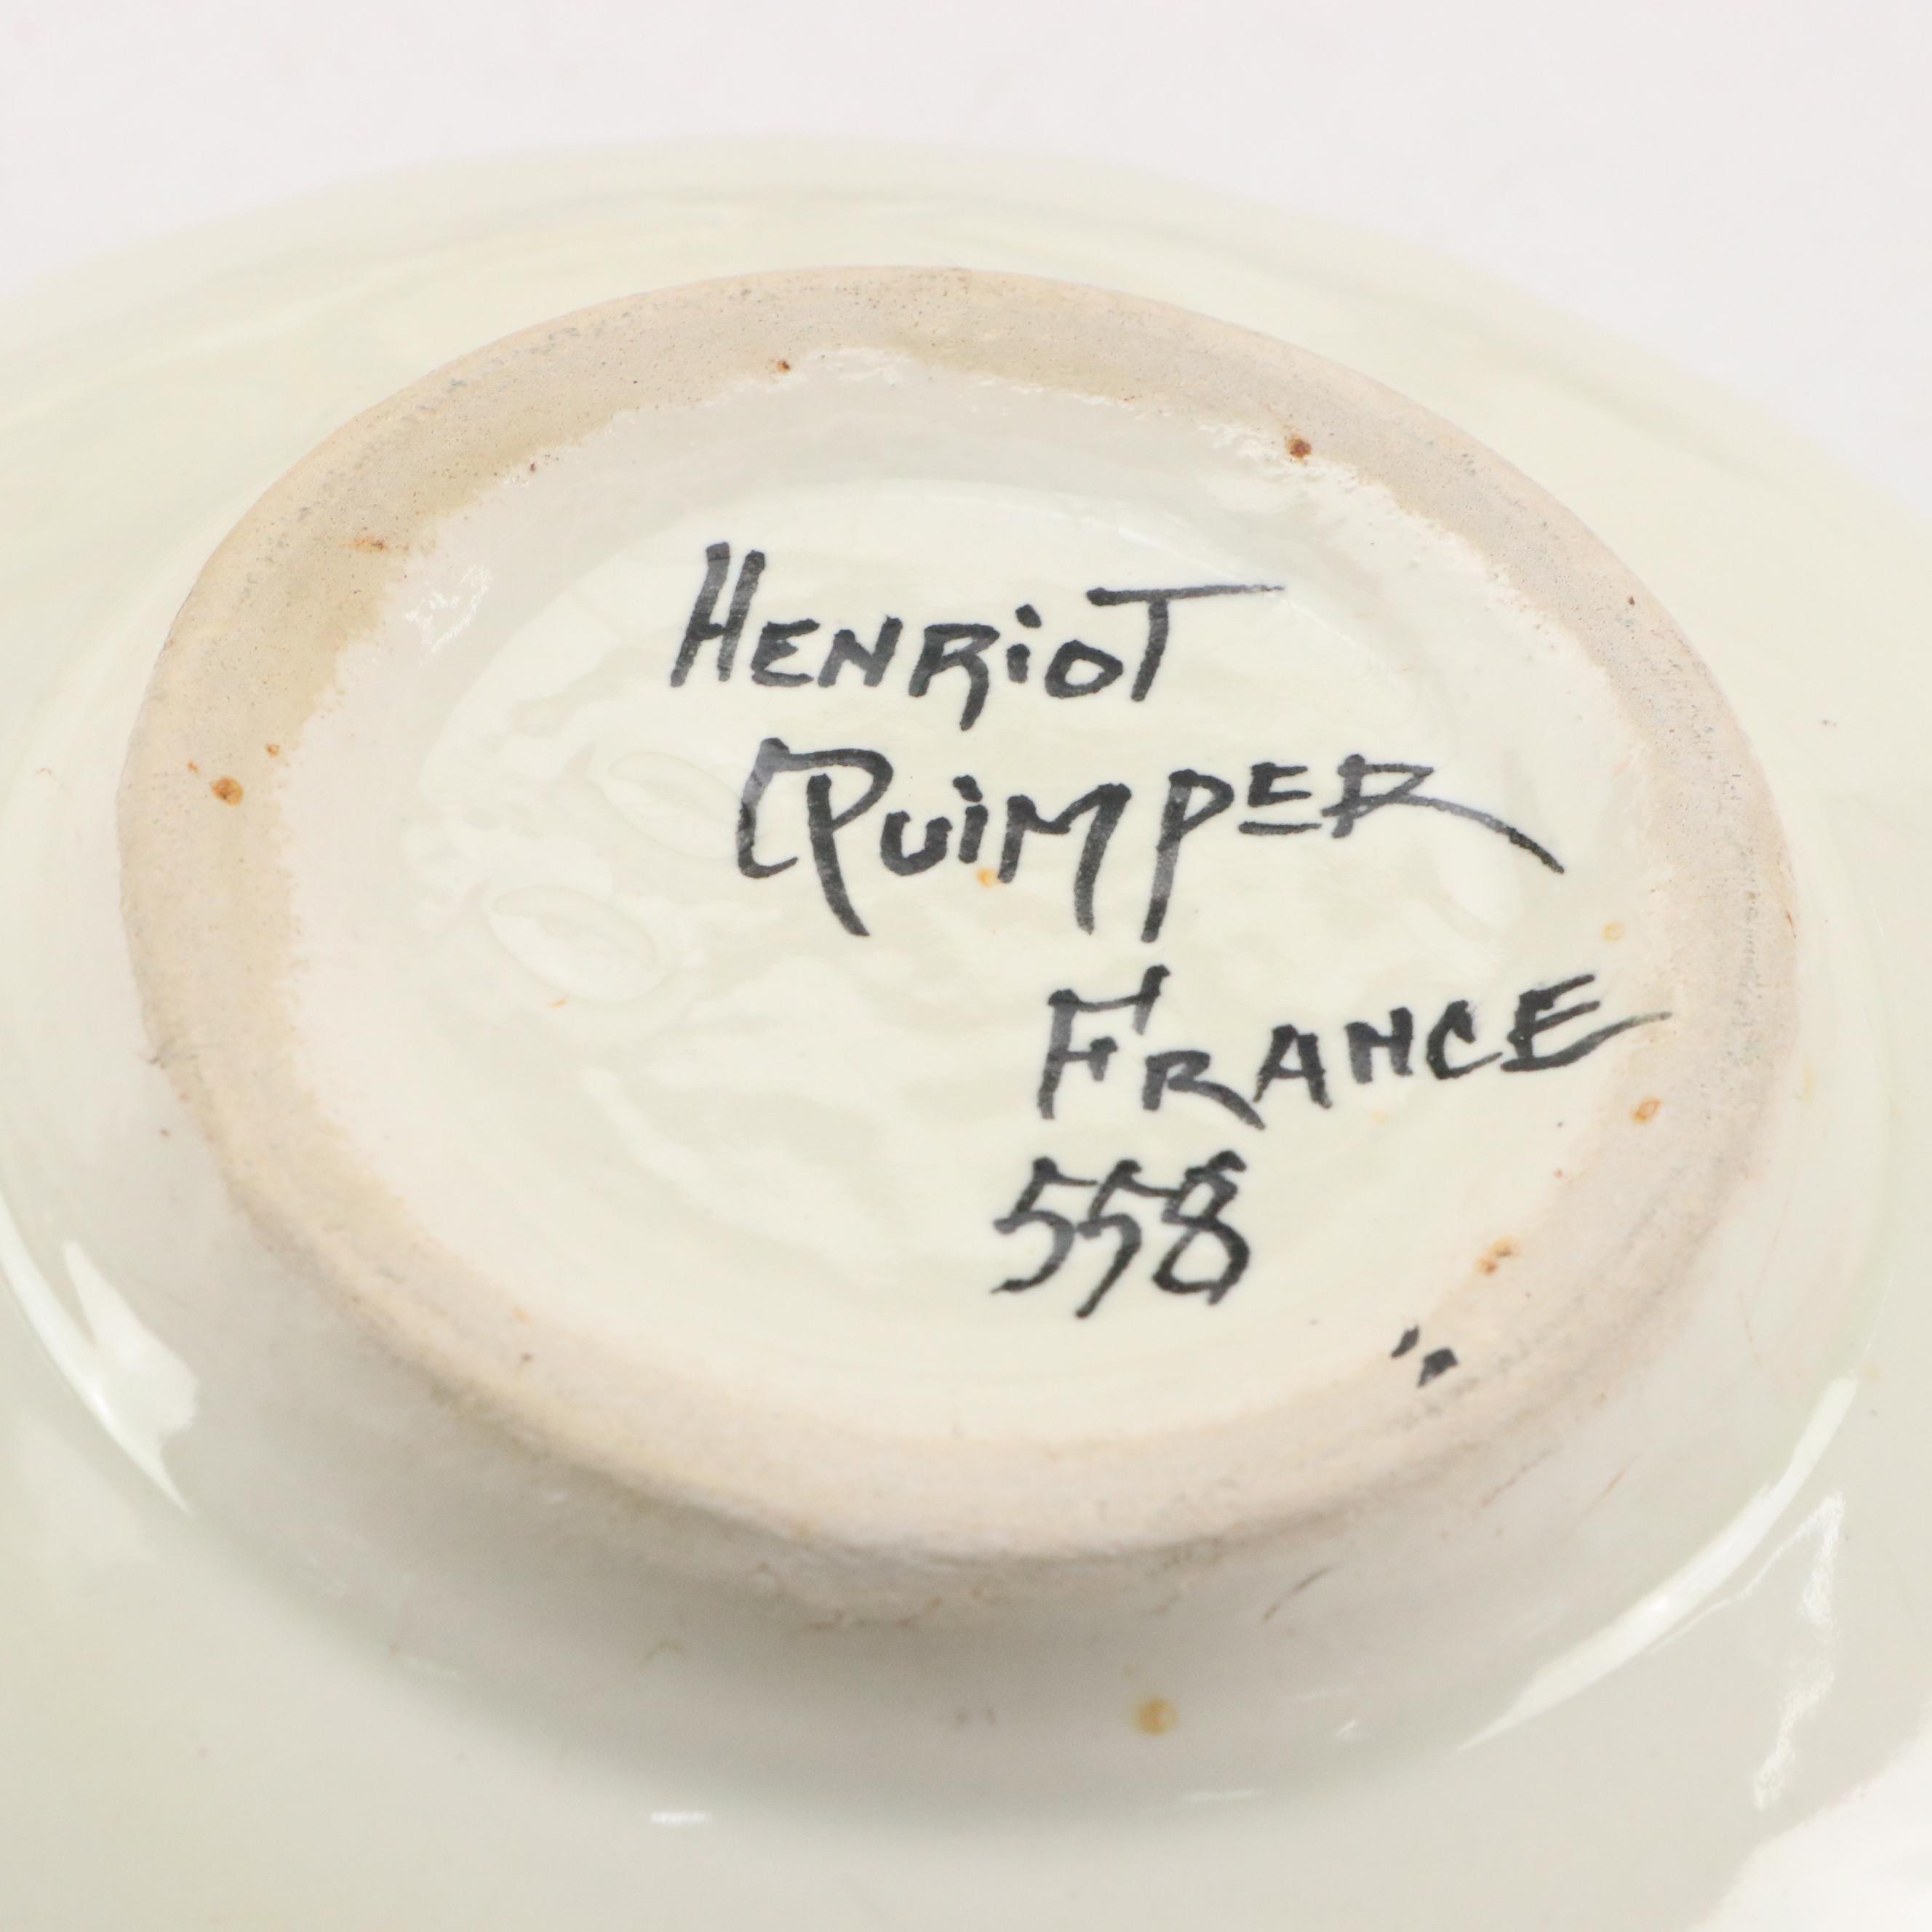 HENRiOT
QUiMPER
FRANCE
558